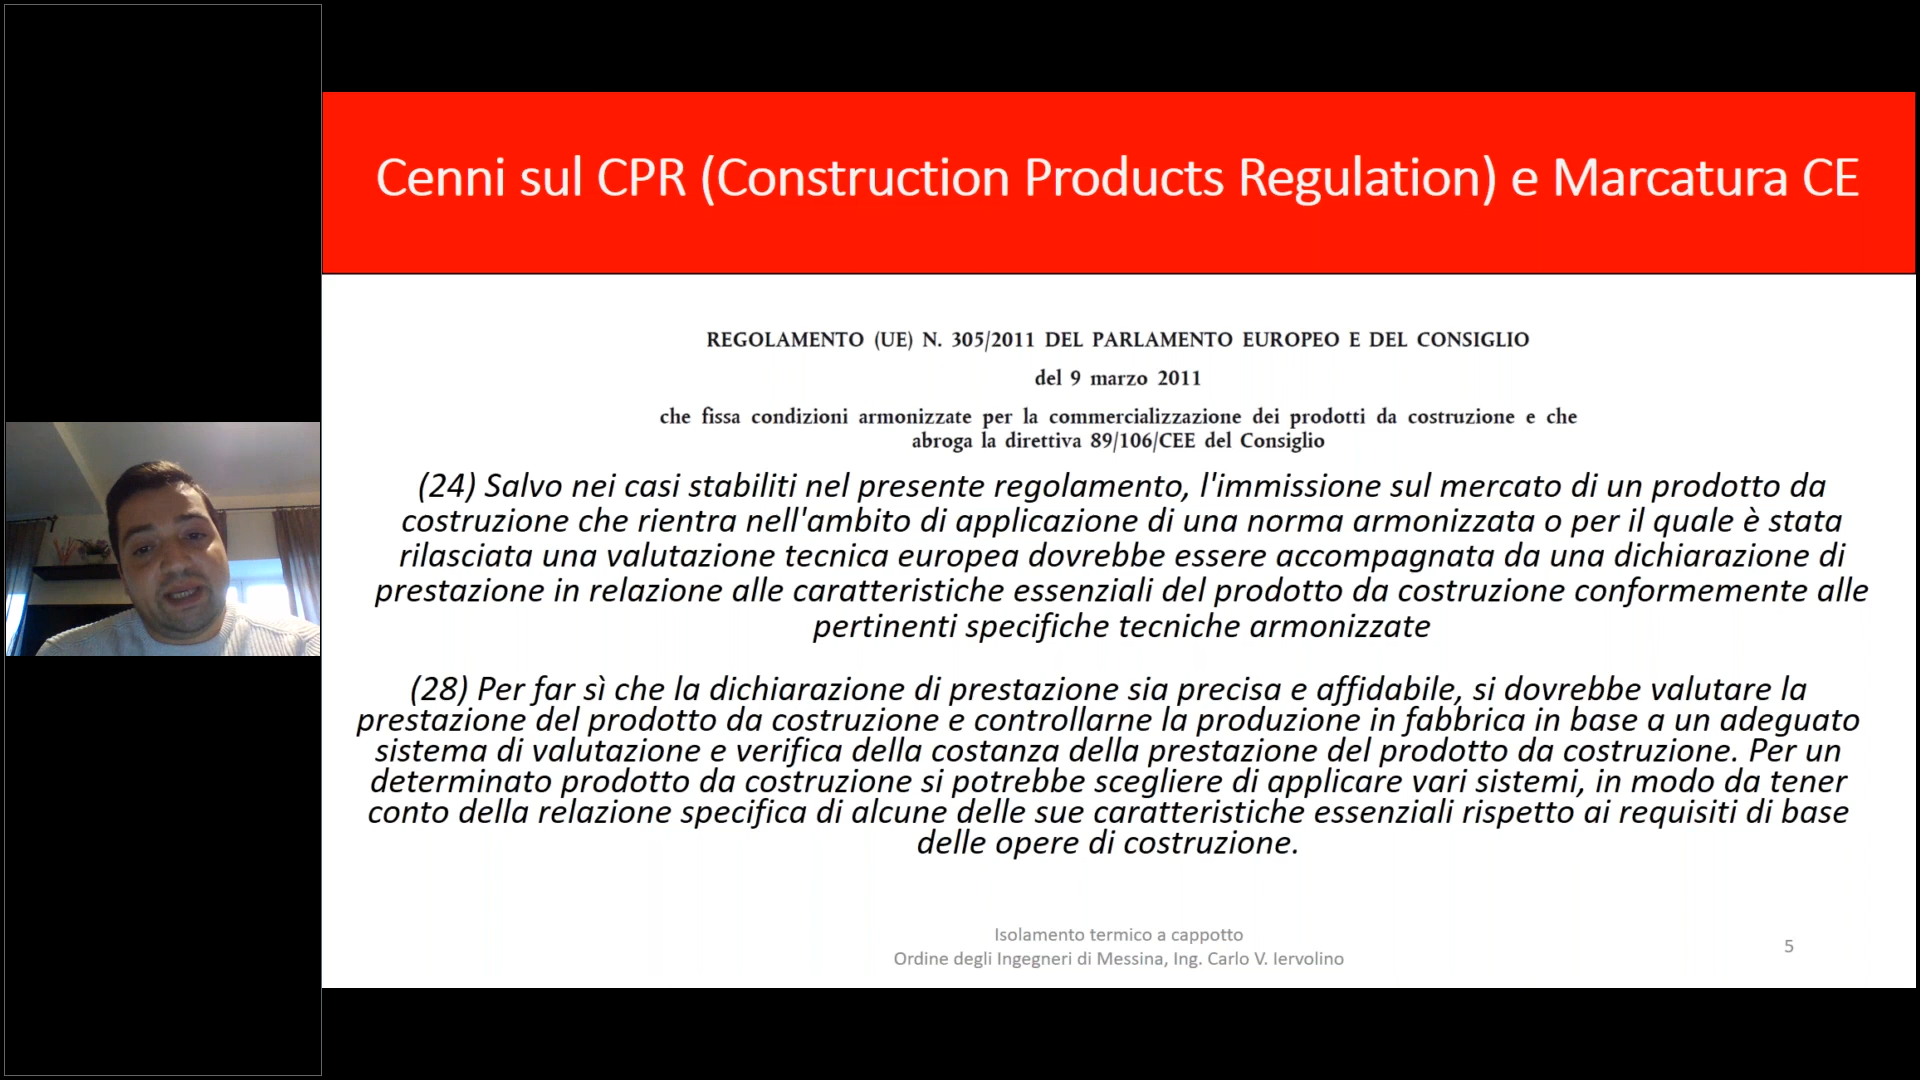 Cenni sul CPR (Construction Products Regulation) e Marcatura CE
REGOLAMENTO (UE) N. 305/2011 DEL PARLAMENTO EUROPEO E DEL CONSIGLIO
del 9 marzo 2011
che fissa condizioni armonizzate per la commercializzazione dei prodotti da costruzione e che
abroga la direttiva 89/106/CEE del Consiglio
(24) Salvo nei casi stabiliti nel presente regolamento, l'immissione sul mercato di un prodotto da
costruzione che rientra nell'ambito di applicazione di una norma armonizzata o per il quale è stata
rilasciata una valutazione tecnica europea dovrebbe essere accompagnata da una dichiarazione di
prestazione in relazione alle caratteristiche essenziali del prodotto da costruzione conformemente alle
pertinenti specifiche tecniche armonizzate
(28) Per far sì che la dichiarazione di prestazione sia precisa e affidabile, si dovrebbe valutare la
prestazione del prodotto da costruzione e controllarne la produzione in fabbrica in base a un adeguato
sistema di valutazione e verifica della costanza della prestazione del prodotto da costruzione. Per un
determinato prodotto da costruzione si potrebbe scegliere di applicare vari sistemi, in modo da tener
conto della relazione specifica di alcune delle sue caratteristiche essenziali rispetto ai requisiti di base
delle opere di costruzione.
Isolamento termico a cappotto
Ordine degli Ingegneri di Messina, Ing. Carlo V. Iervolino
5